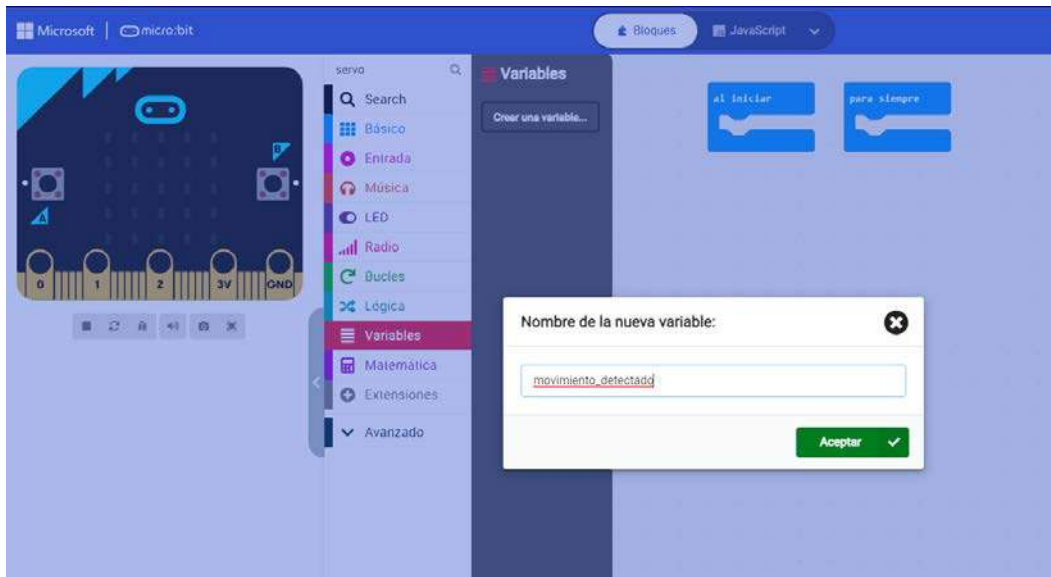 Microsoft | micro:bit
Bloques
JavaScript
servo
Search
Básico
Entrada
Música
LED
Radio
Bucles
Lógica
Variables
Matemática
Extensiones
Avanzado
Variables
Crear una variable...
al iniciar
para siempre
B
A
0 1 2 3V GND
Nombre de la nueva variable:
movimiento_detectado
Aceptar